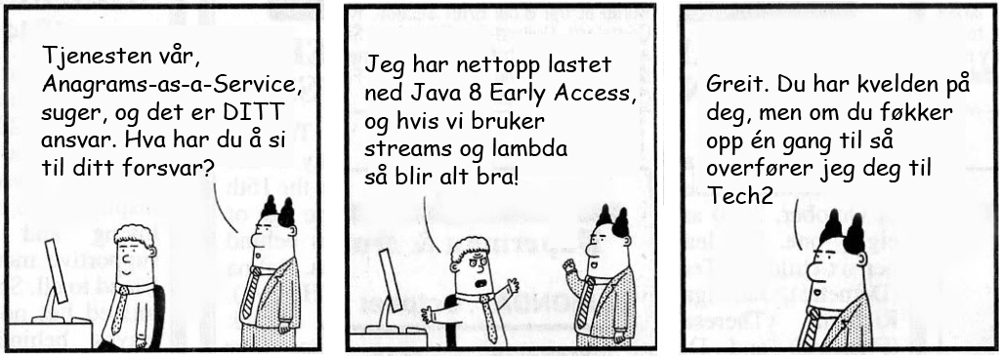 Tjenesten vår,
Anagrams-as-a-Service,
suger, og det er DITT
ansvar. Hva har du å si
til ditt forsvar?
Jeg har nettopp lastet
ned Java 8 Early Access,
og hvis vi bruker
streams og lambda
så blir alt bra!
Greit. Du har kvelden på
deg, men om du føkker
opp én gang til så
overfører jeg deg til
Tech2